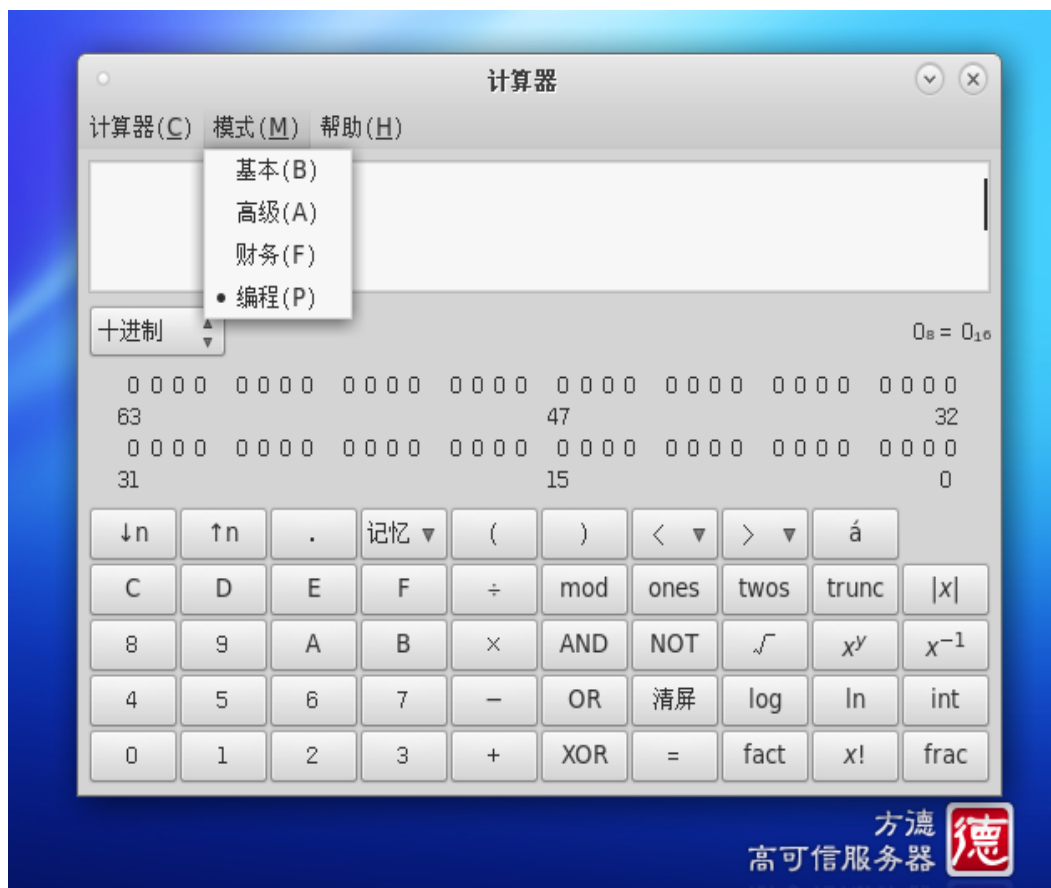 计算器
计算器(C) 模式(M) 帮助(H)
基本(B)
高级(A)
财务(F)
• 编程(P)
十进制
0₈ = 0₁₆
0000 0000 0000 0000 0000 0000 0000 0000
63 47 32
0000 0000 0000 0000 0000 0000 0000 0000
31 15 0
↓n ↑n . 记忆 ( ) < > á
C D E F ÷ mod ones twos trunc |x|
8 9 A B × AND NOT √ xʸ x⁻¹
4 5 6 7 − OR 清屏 log ln int
0 1 2 3 + XOR = fact x! frac
方德
高可信服务器
德